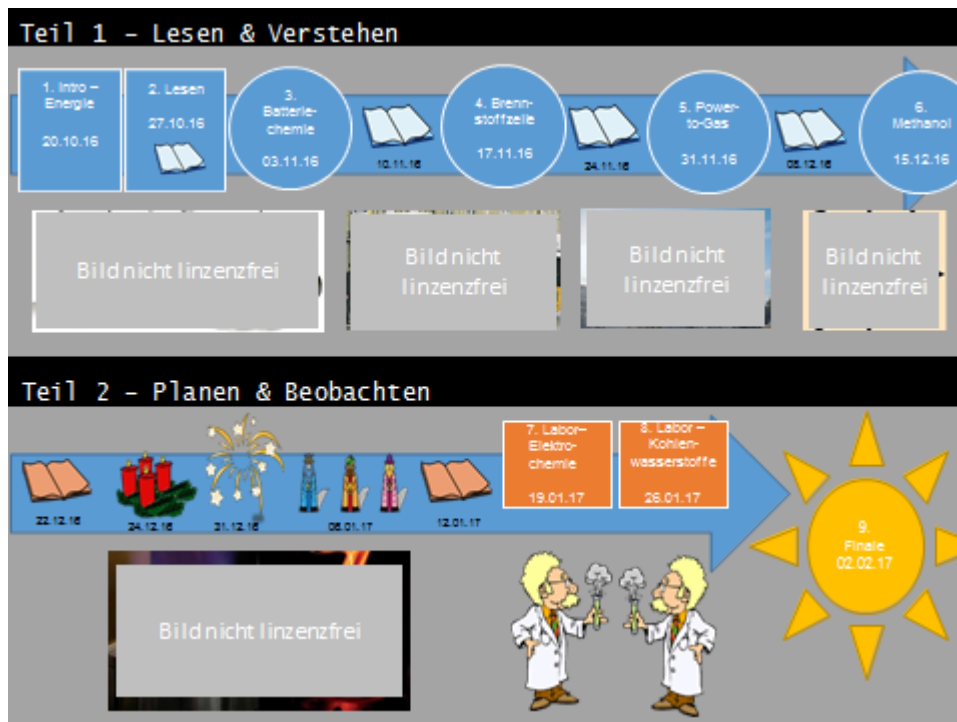 Teil 1 – Lesen & Verstehen
1. Intro –
Energie
20.10.16
2. Lesen
27.10.16
3.
Batterie-
chemie
03.11.16
10.11.16
4. Brenn-
stoffzelle
17.11.16
24.11.16
5. Power-
to-Gas
31.11.16
08.12.16
6.
Methanol
15.12.16
Bild nicht linzenzfrei
Bild nicht
linzenzfrei
Bild nicht
linzenzfrei
Bild nicht
linzenzfrei
Teil 2 – Planen & Beobachten
22.12.16
24.12.16
31.12.16
06.01.17
12.01.17
7. Labor–
Elektro-
chemie
19.01.17
8. Labor –
Kohlen-
wasserstoffe
26.01.17
9.
Finale
02.02.17
Bild nicht linzenzfrei